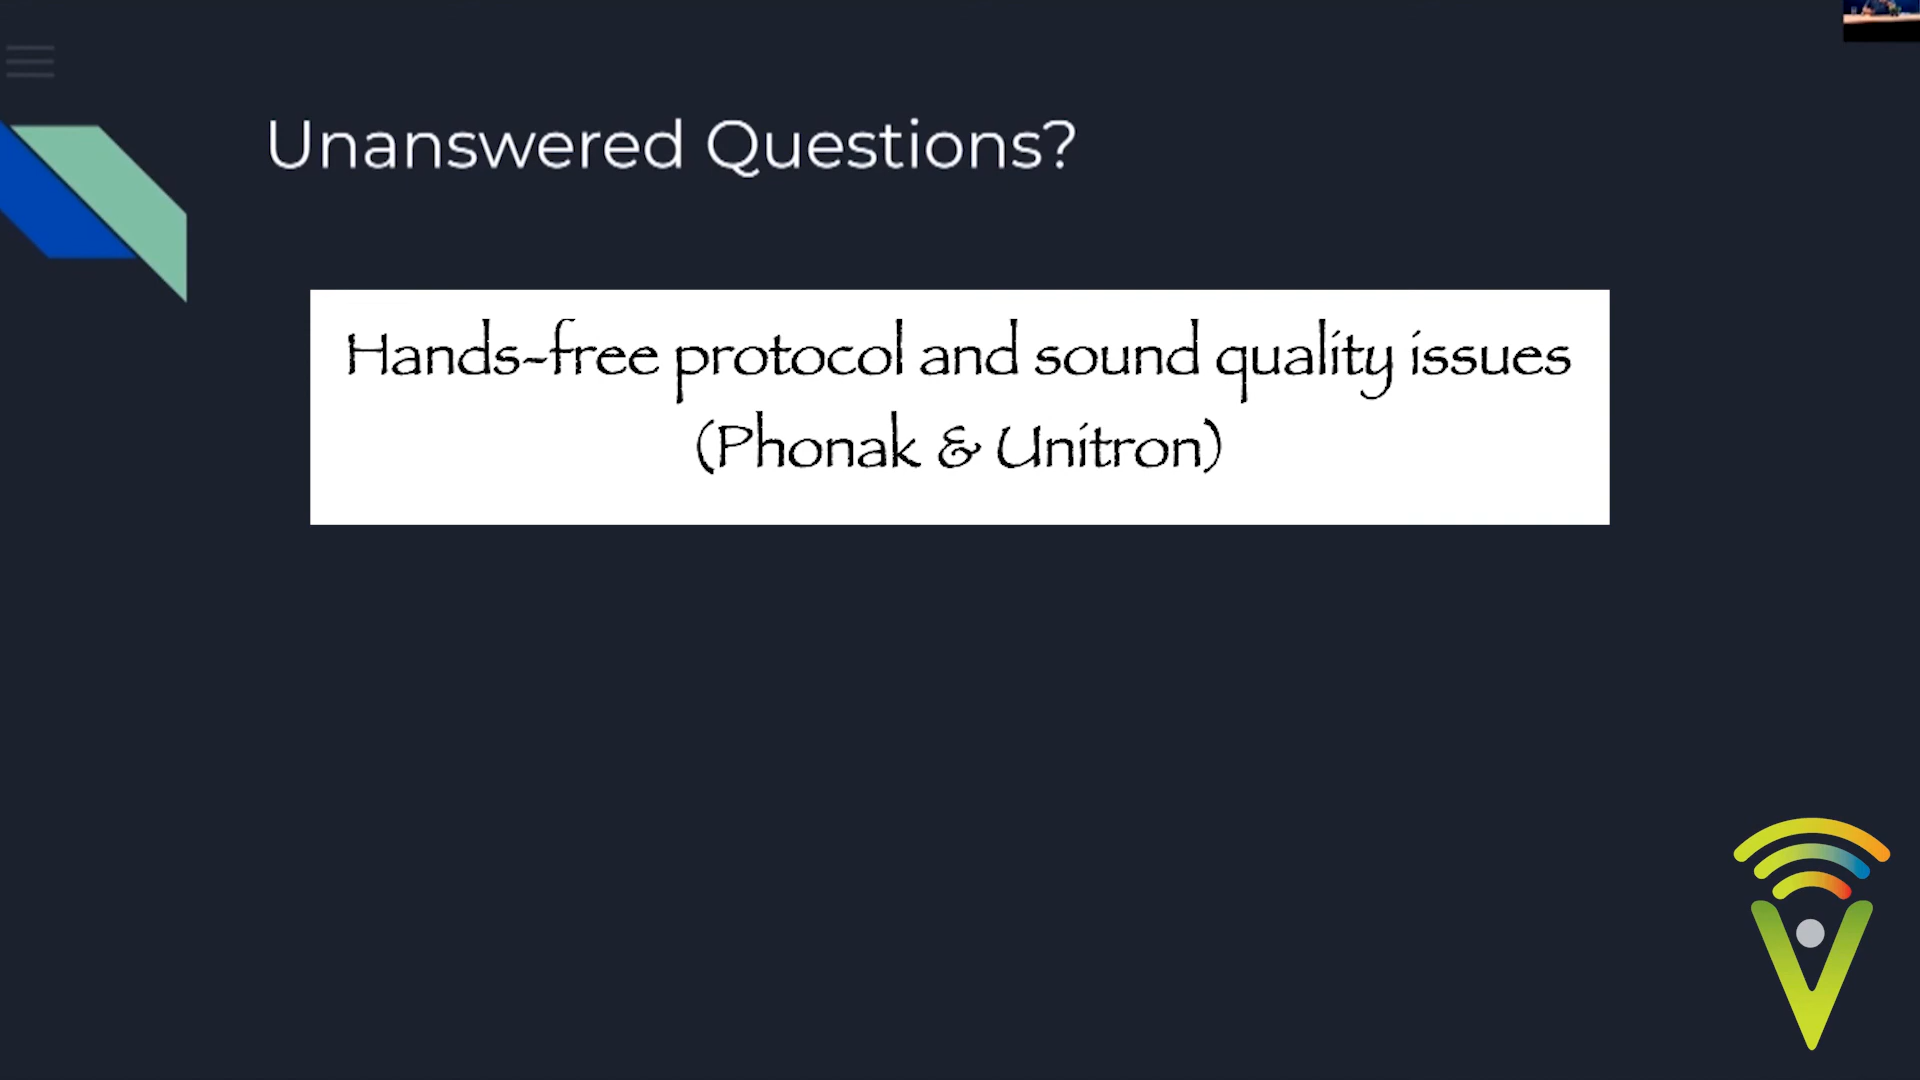 Unanswered Questions?
Hands-free protocol and sound quality issues
(Phonak & Unitron)